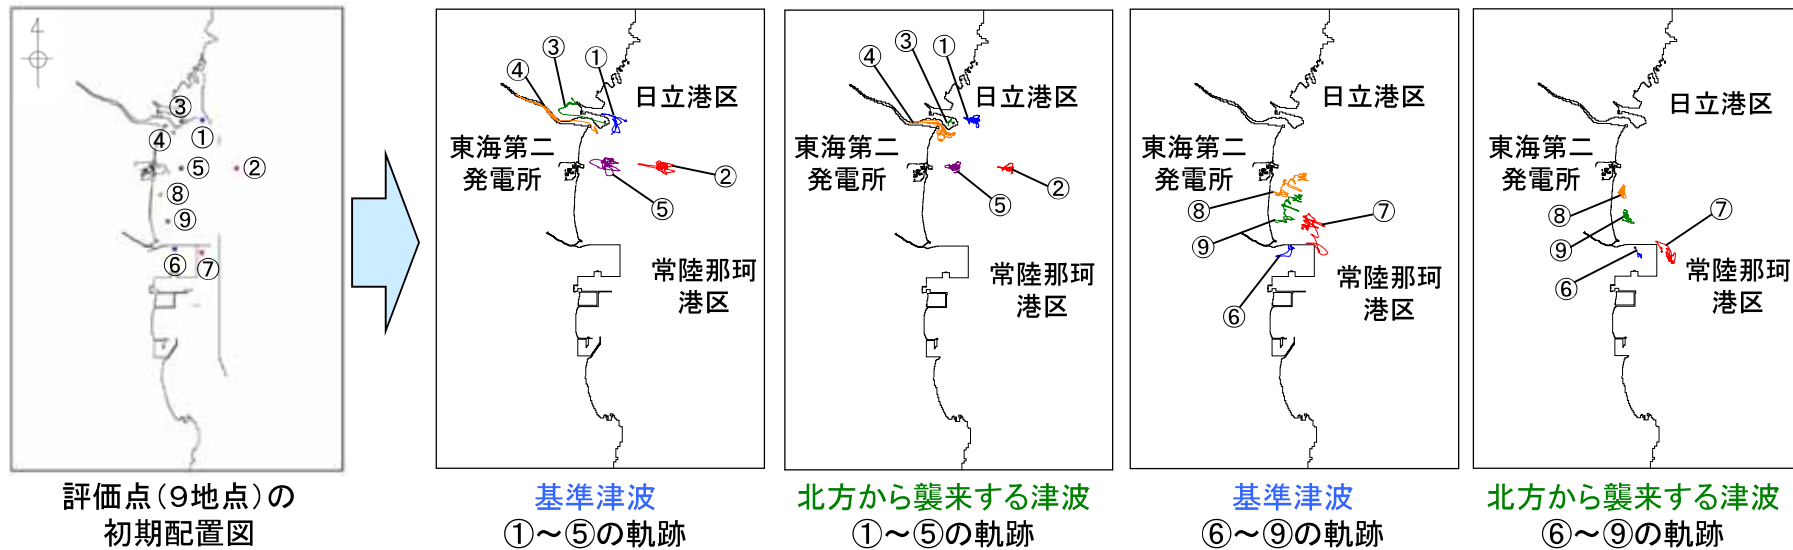 4
③
①
④
⑤
②
⑧
⑨
⑥
⑦
評価点(9地点)の
初期配置図
③
①
④
日立港区
東海第二
発電所
②
⑤
常陸那珂
港区
基準津波
①~⑤の軌跡
③
①
④
日立港区
東海第二
発電所
②
⑤
常陸那珂
港区
北方から襲来する津波
①~⑤の軌跡
日立港区
東海第二
発電所
⑧
⑦
⑨
常陸那珂
港区
⑥
基準津波
⑥~⑨の軌跡
日立港区
東海第二
発電所
⑧
⑦
⑨
常陸那珂
港区
⑥
北方から襲来する津波
⑥~⑨の軌跡